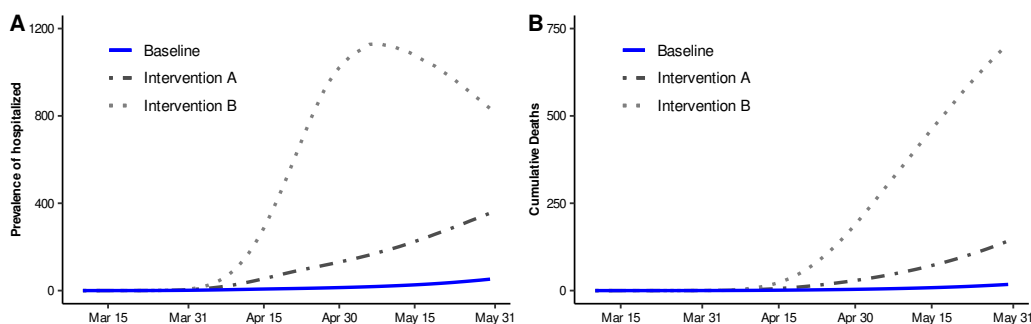 A
Prevalence of hospitalized
1200
800
400
0
Baseline
Intervention A
Intervention B
Mar 15 Mar 31 Apr 15 Apr 30 May 15 May 31
B
Cumulative Deaths
750
500
250
0
Baseline
Intervention A
Intervention B
Mar 15 Mar 31 Apr 15 Apr 30 May 15 May 31